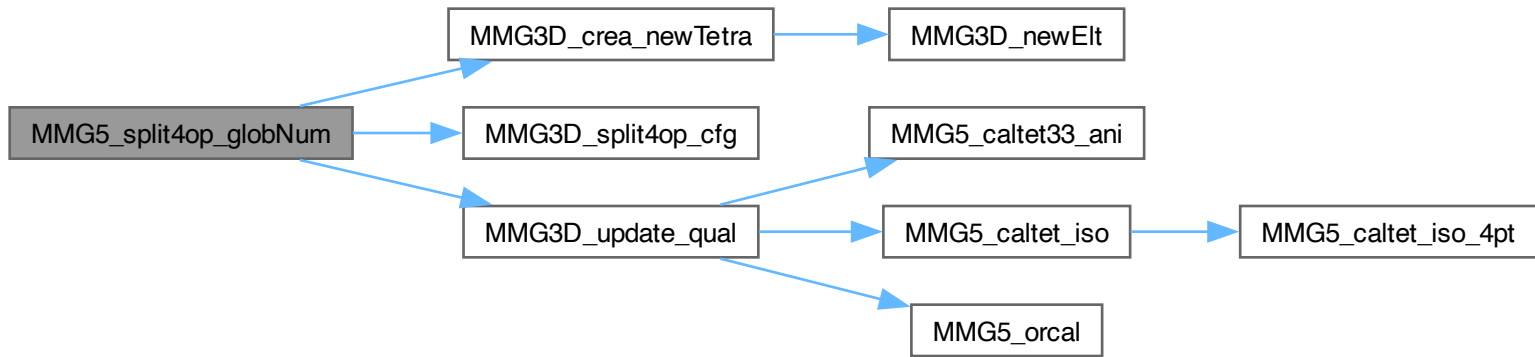 MMG5_split4op_globNum
MMG3D_crea_newTetra
MMG3D_newElt
MMG3D_split4op_cfg
MMG3D_update_qual
MMG5_caltet33_ani
MMG5_caltet_iso
MMG5_caltet_iso_4pt
MMG5_orcal